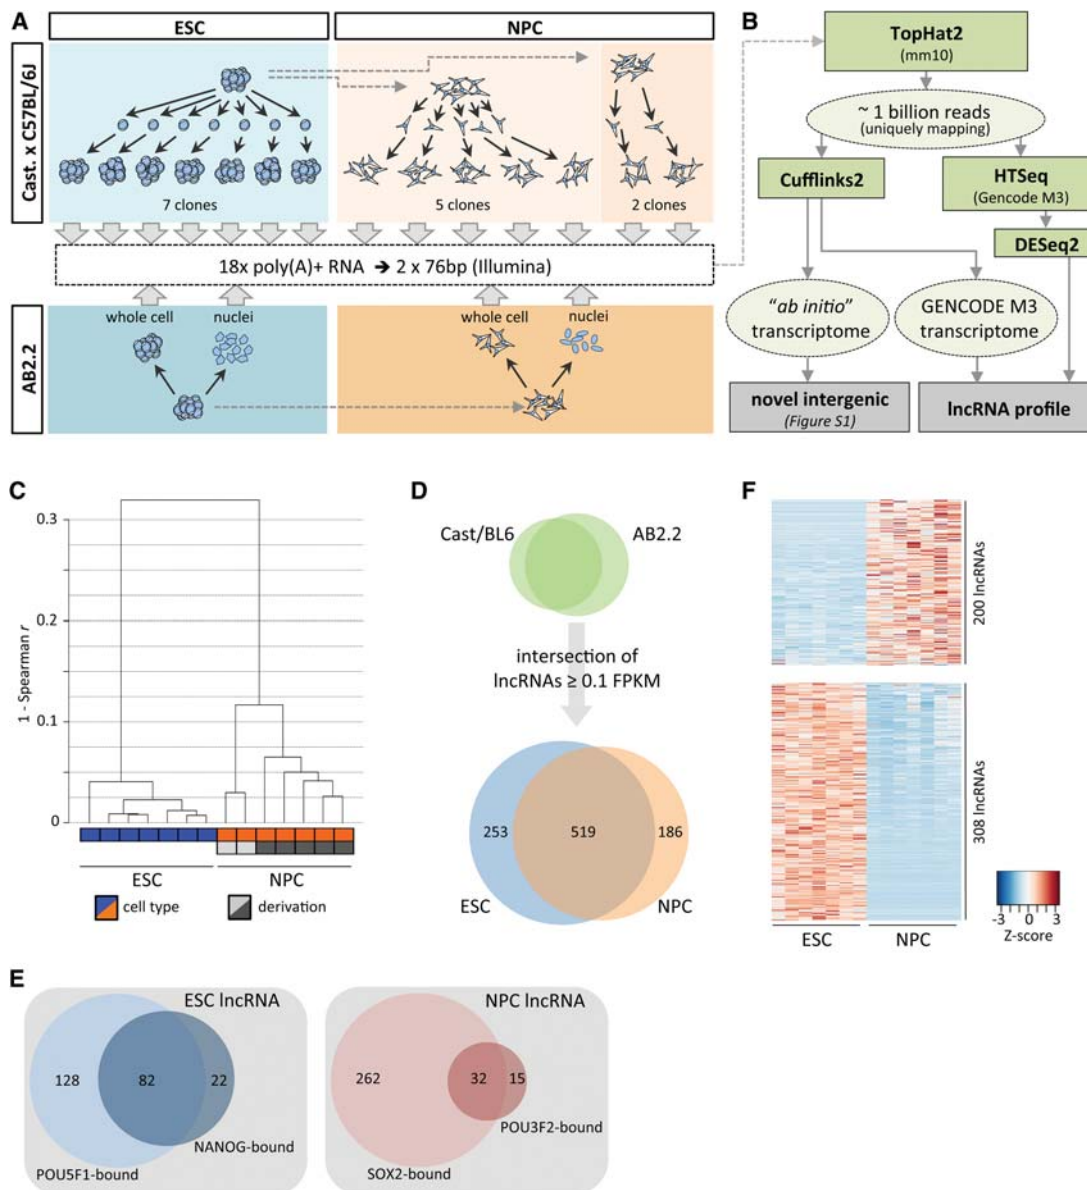 A
ESC
NPC
Cast. x C57BL/6J
7 clones
5 clones
2 clones
18x poly(A)+ RNA ➔ 2 x 76bp (Illumina)
AB2.2
whole cell
nuclei
whole cell
nuclei
B
TopHat2
(mm10)
~ 1 billion reads
(uniquely mapping)
Cufflinks2
HTSeq
(Gencode M3)
DESeq2
"ab initio"
transcriptome
GENCODE M3
transcriptome
novel intergenic
(Figure S1)
lncRNA profile
C
1 - Spearman r
0.3
0.2
0.1
0
ESC
NPC
cell type
derivation
D
Cast/BL6
AB2.2
intersection of
lncRNAs ≥ 0.1 FPKM
253
519
186
ESC
NPC
F
200 lncRNAs
308 lncRNAs
ESC
NPC
-3
0
3
Z-score
E
ESC lncRNA
128
82
22
NANOG-bound
POU5F1-bound
NPC lncRNA
262
32
15
POU3F2-bound
SOX2-bound